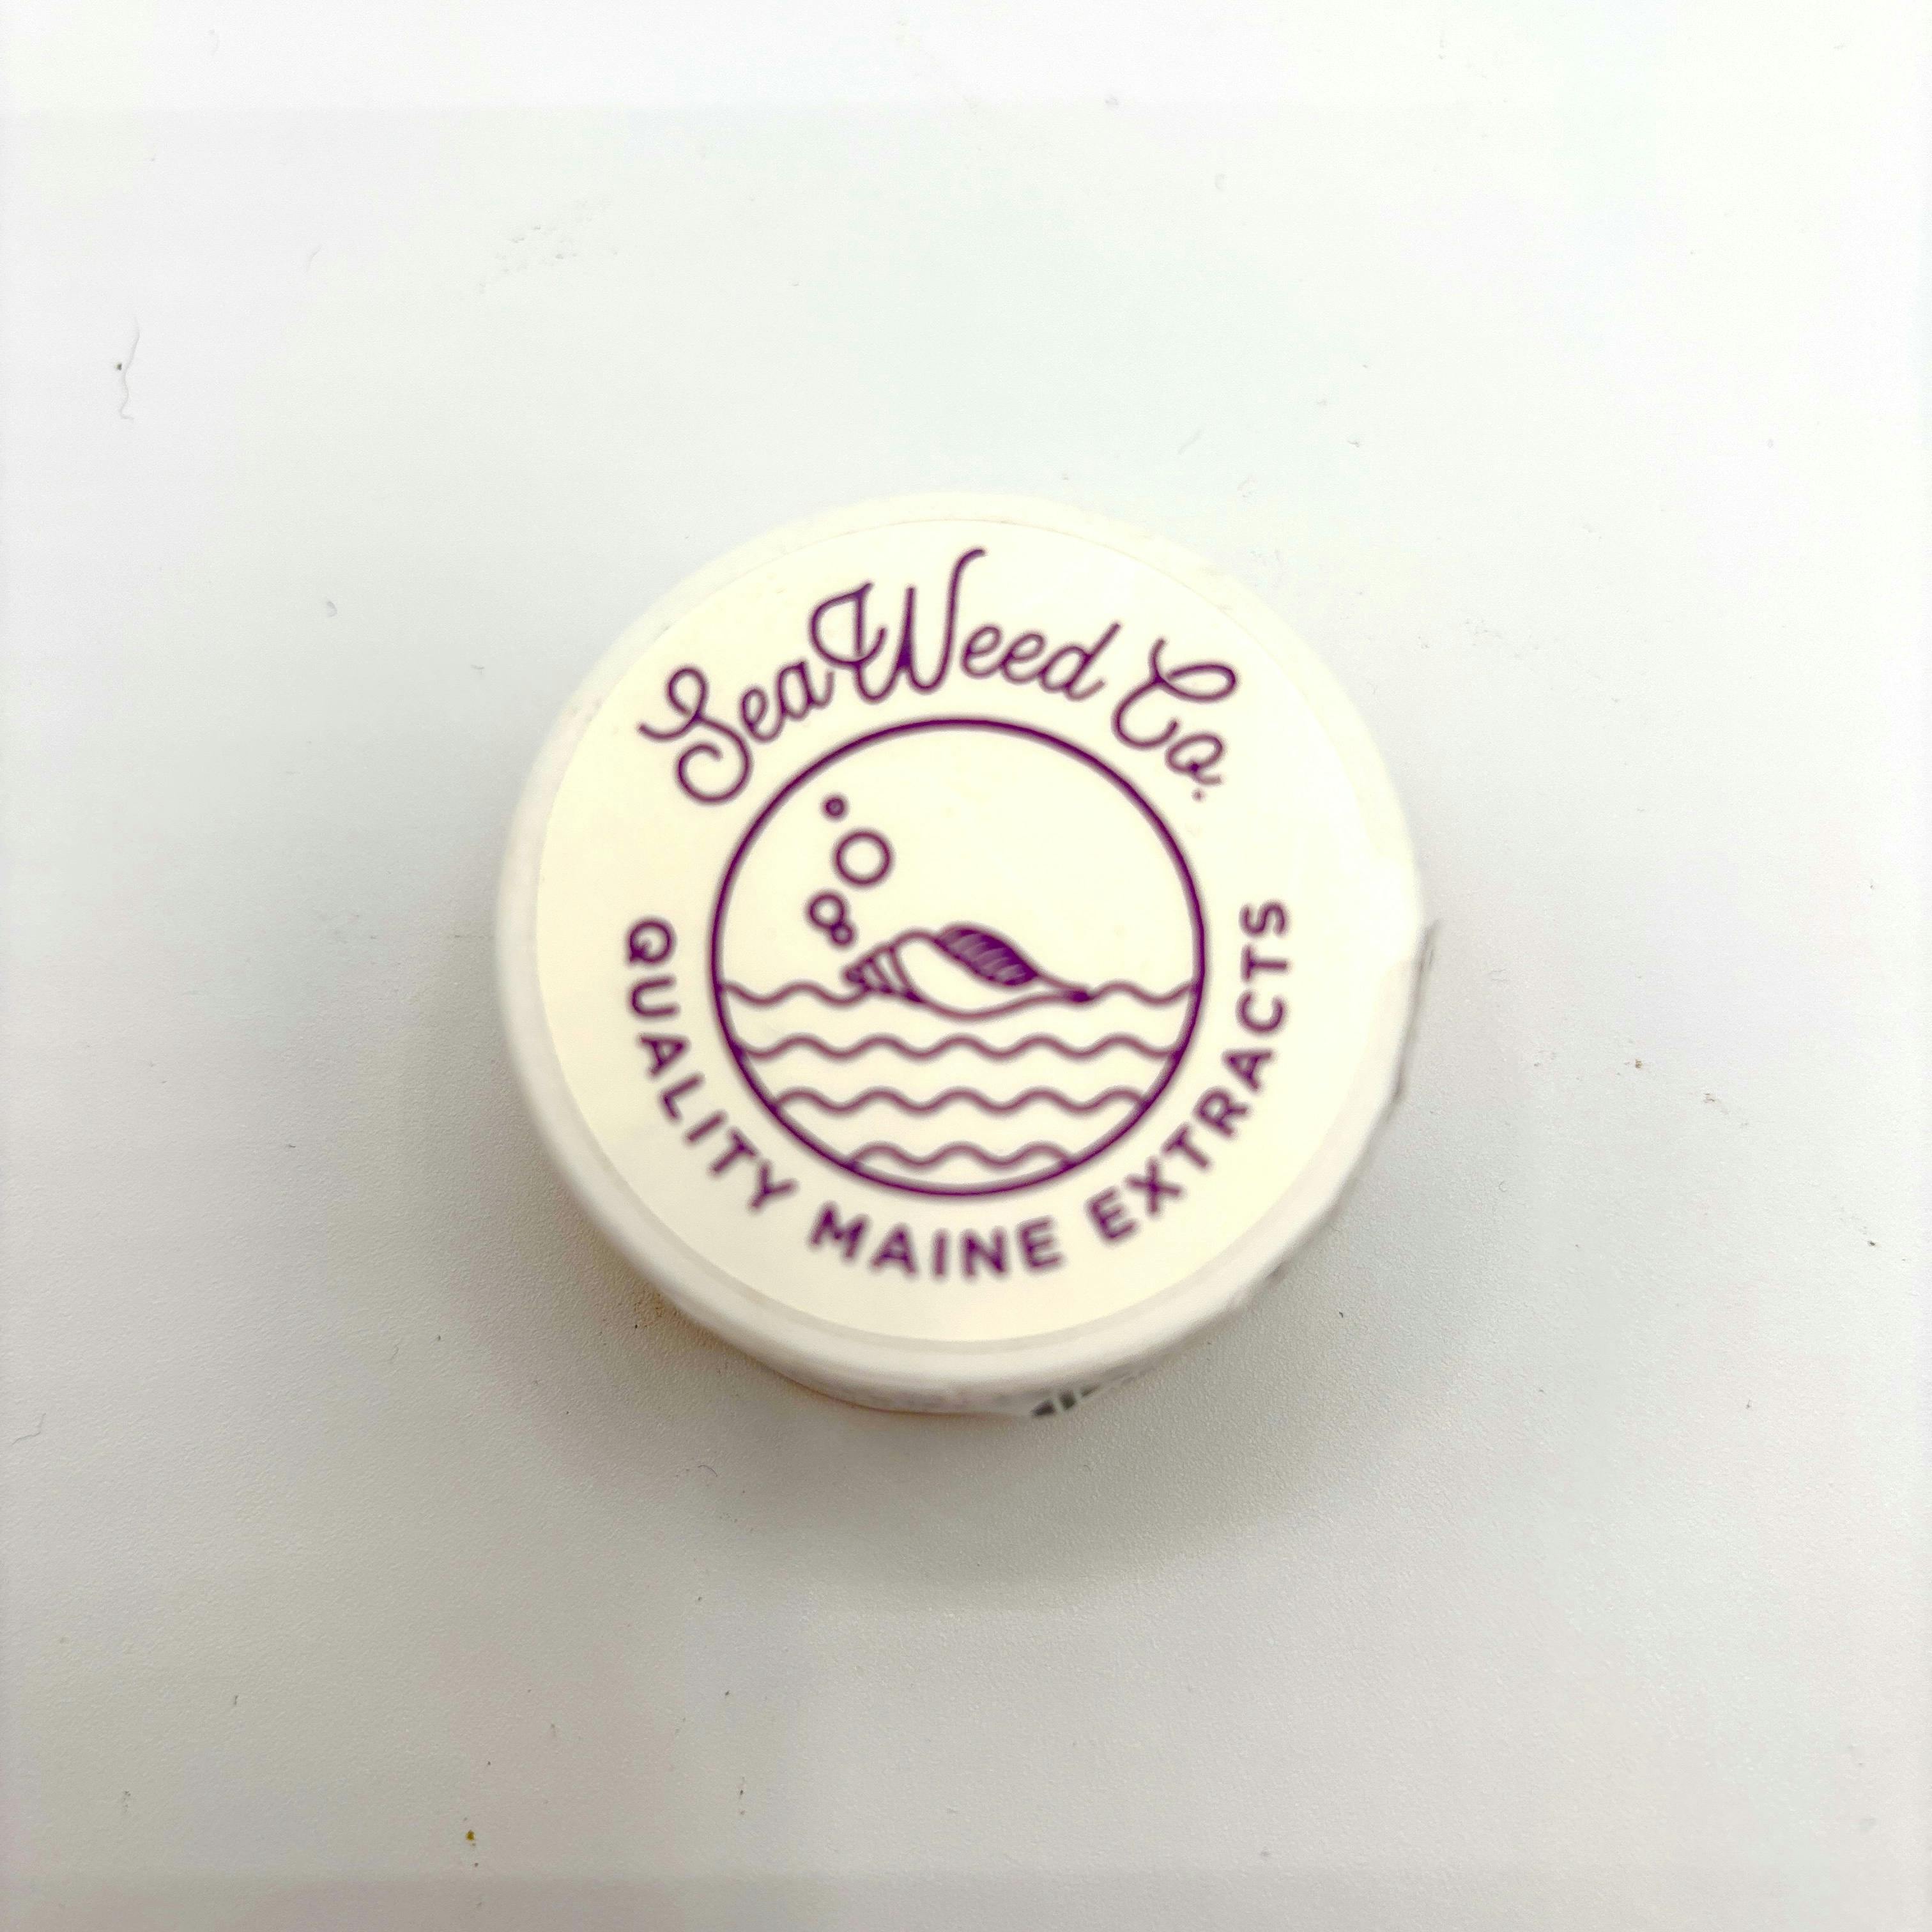 SeaWeed Co.
QUALITY MAINE EXTRACTS